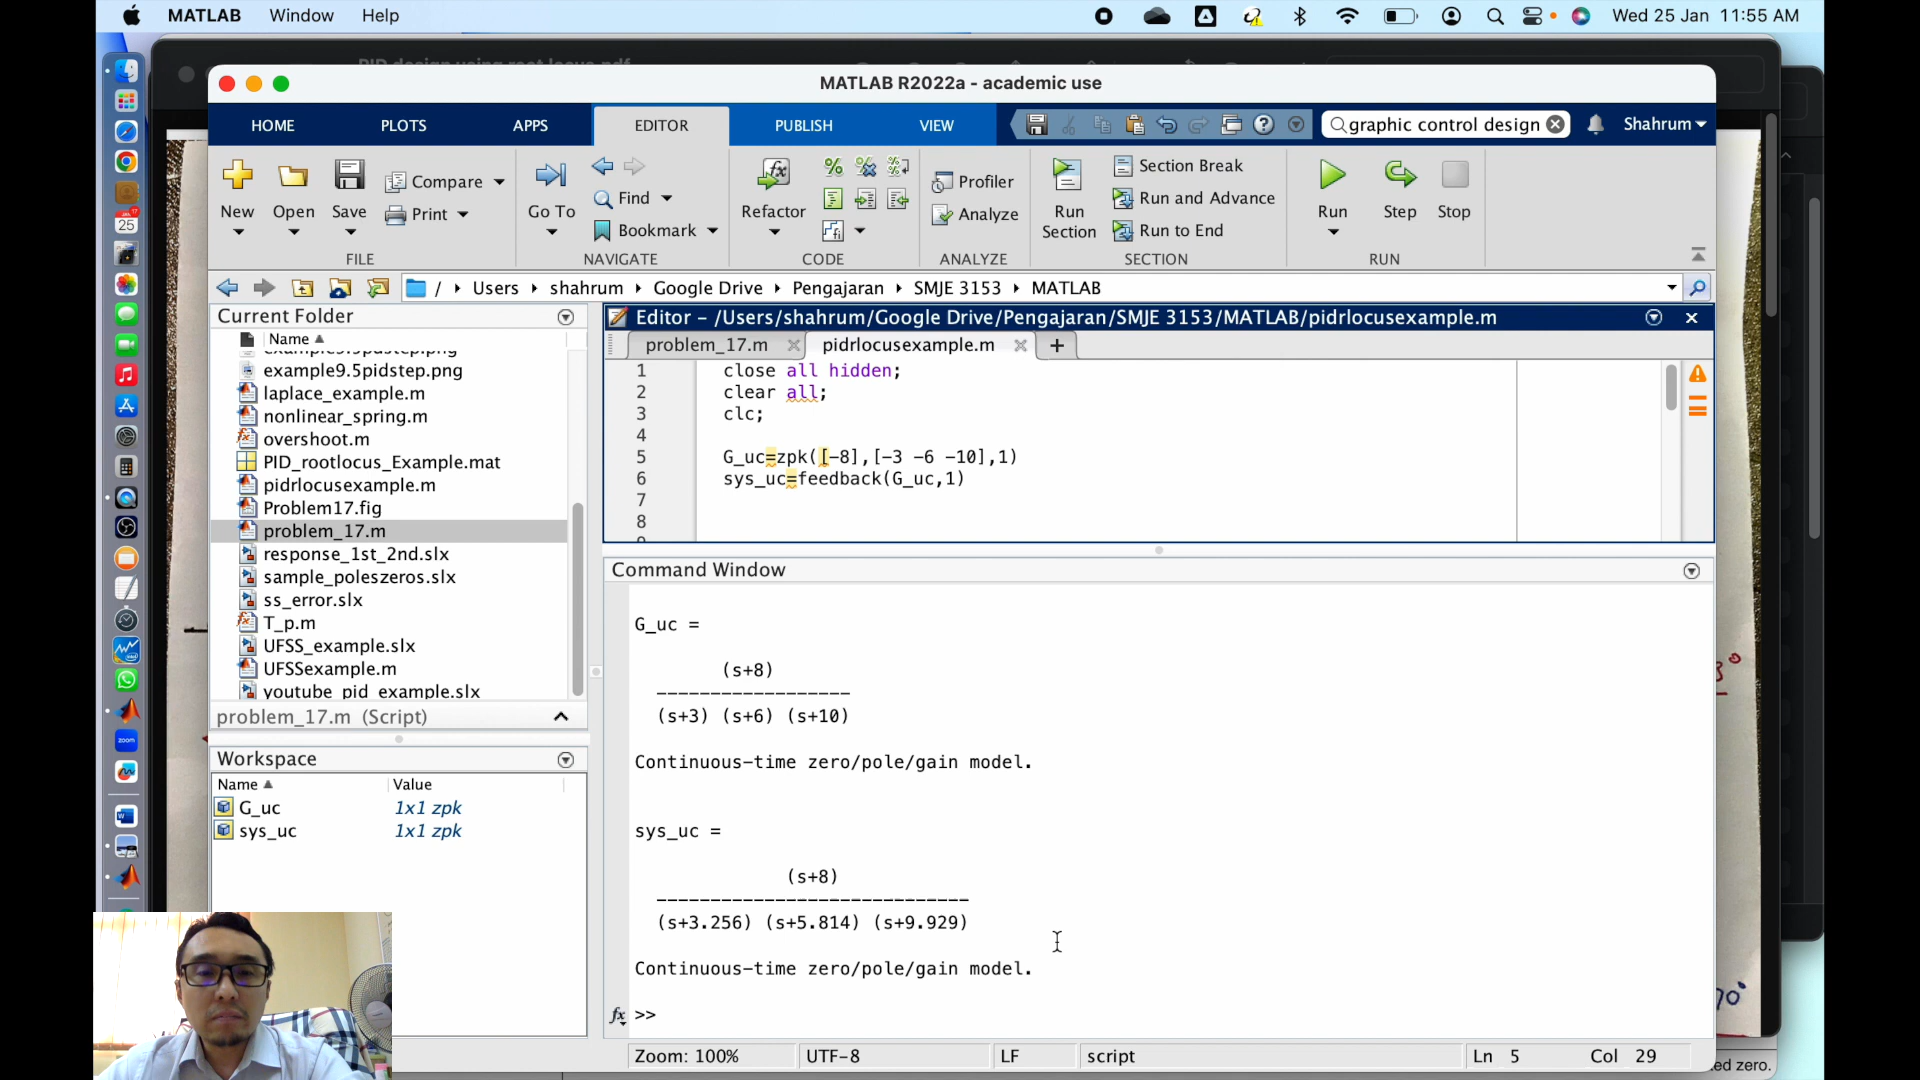 MATLAB Window Help
Wed 25 Jan 11:55 AM
MATLAB R2022a - academic use
HOME PLOTS APPS EDITOR PUBLISH VIEW
graphic control design
Shahrum
New Open Save
Compare
Print
FILE
Go To
Find
Bookmark
NAVIGATE
Refactor
CODE
Profiler
Analyze
ANALYZE
Run Section
Section Break
Run and Advance
Run to End
SECTION
Run Step Stop
RUN
/ Users shahrum Google Drive Pengajaran SMJE 3153 MATLAB
Current Folder
Name
example9.5pdstep.png
example9.5pidstep.png
laplace_example.m
nonlinear_spring.m
overshoot.m
PID_rootlocus_Example.mat
pidrlocusexample.m
Problem17.fig
problem_17.m
response_1st_2nd.slx
sample_poleszeros.slx
ss_error.slx
T_p.m
UFSS_example.slx
UFSSexample.m
youtube_pid_example.slx
problem_17.m (Script)
Workspace
Name Value
G_uc 1x1 zpk
sys_uc 1x1 zpk
Editor - /Users/shahrum/Google Drive/Pengajaran/SMJE 3153/MATLAB/pidrlocusexample.m
problem_17.m pidrlocusexample.m +
1 close all hidden;
2 clear all;
3 clc;
4
5 G_uc=zpk([-8],[-3 -6 -10],1)
6 sys_uc=feedback(G_uc,1)
7
8
Command Window
G_uc =
(s+8)
------------------
(s+3) (s+6) (s+10)
Continuous-time zero/pole/gain model.
sys_uc =
(s+8)
-----------------------------
(s+3.256) (s+5.814) (s+9.929)
Continuous-time zero/pole/gain model.
fx >>
Zoom: 100% UTF-8 LF script Ln 5 Col 29
ed zero.